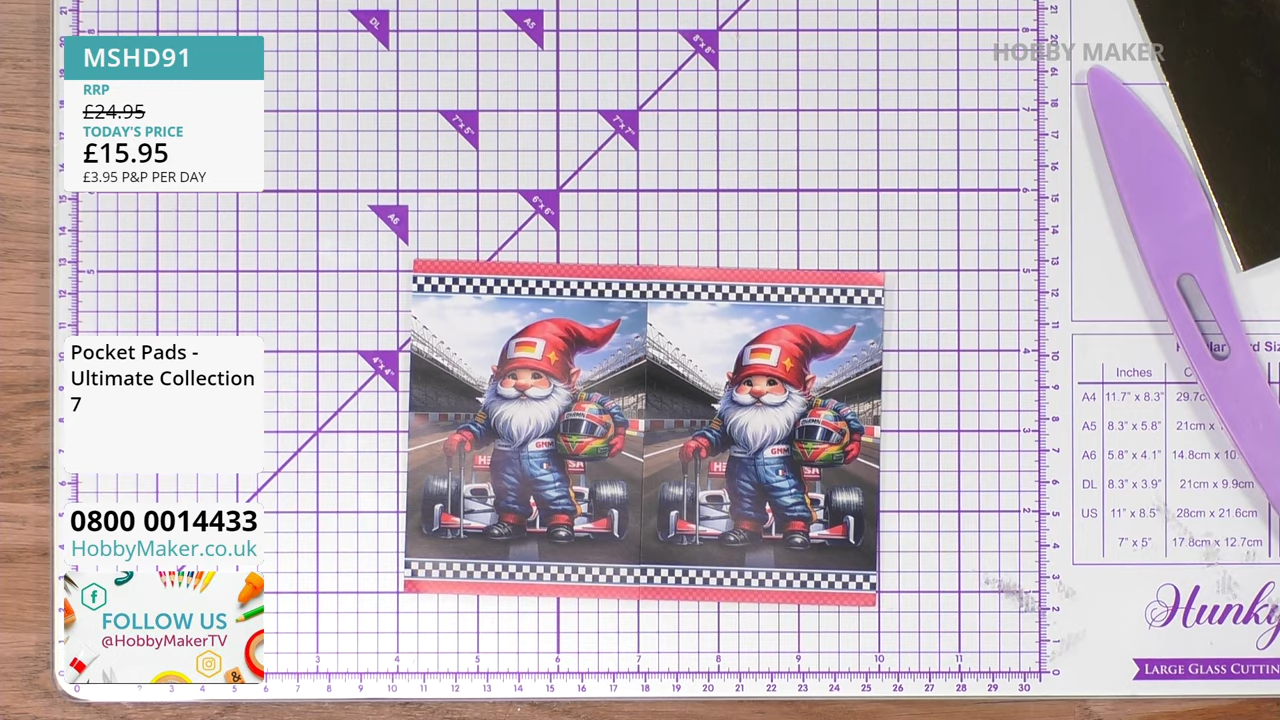 MSHD91
RRP
£24.95
TODAY'S PRICE
£15.95
£3.95 P&P PER DAY
Pocket Pads -
Ultimate Collection
7
0800 0014433
HobbyMaker.co.uk
FOLLOW US
@HobbyMakerTV
HOBBY MAKER
DL
A5
8"x 8"
7"x 5"
7"x 7"
A6
6"x 6"
4"x 4"
GNM
GNM
Inches
A4 11.7" x 8.3" 29.7c
A5 8.3" x 5.8" 21cm x
A6 5.8" x 4.1" 14.8cm x 10.
DL 8.3" x 3.9" 21cm x 9.9cm
US 11" x 8.5" 28cm x 21.6cm
7" x 5" 17.8cm x 12.7cm
Hunky
LARGE GLASS CUTTIN